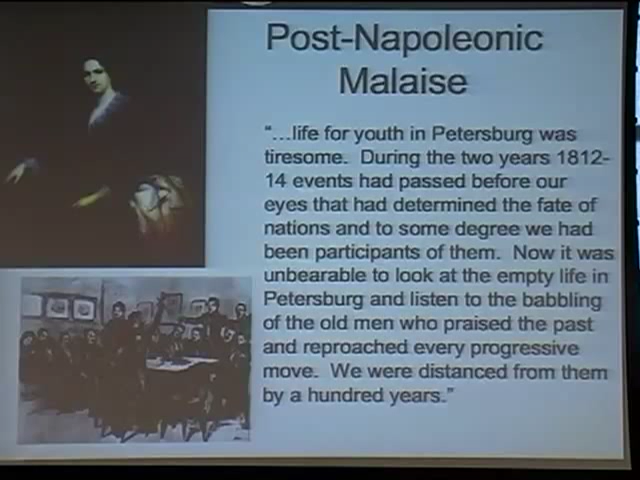 Post-Napoleonic
Malaise
“...life for youth in Petersburg was
tiresome.  During the two years 1812-
14 events had passed before our
eyes that had determined the fate of
nations and to some degree we had
been participants of them.  Now it was
unbearable to look at the empty life in
Petersburg and listen to the babbling
of the old men who praised the past
and reproached every progressive
move.  We were distanced from them
by a hundred years.”